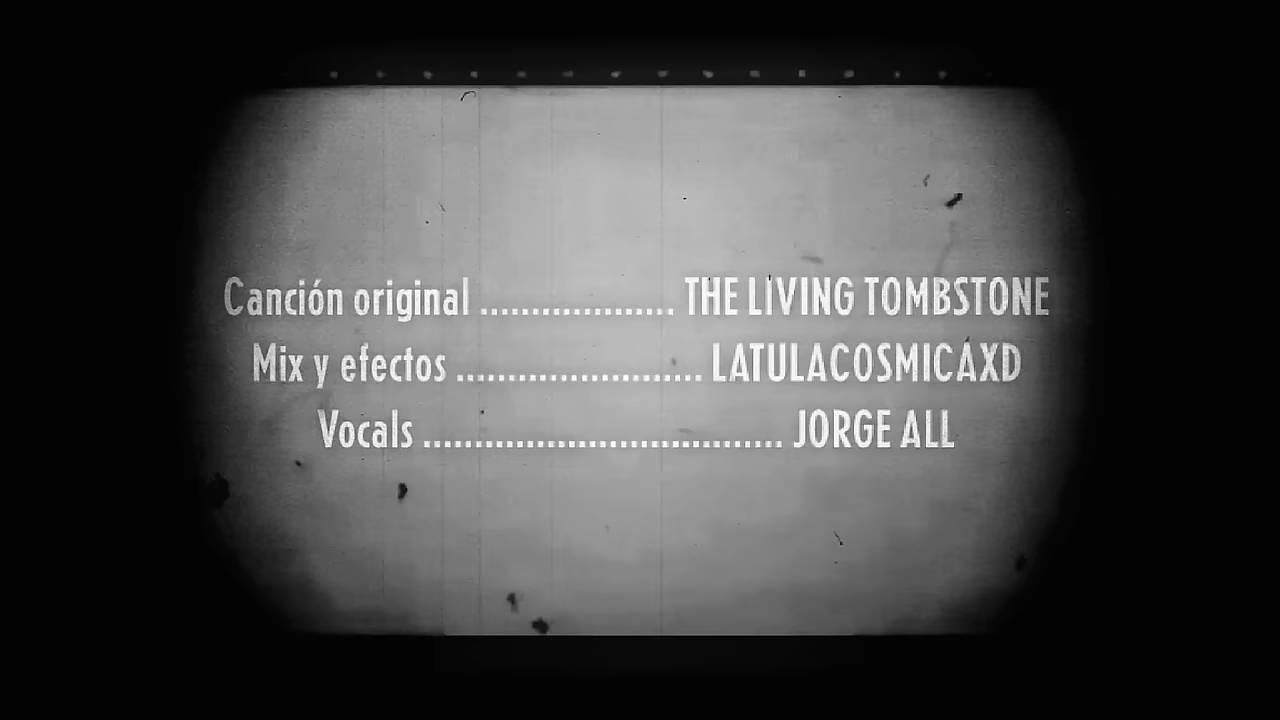 Canción original ................... THE LIVING TOMBSTONE
Mix y efectos ........................ LATULACOSMICAXD
Vocals ................................... JORGE ALL